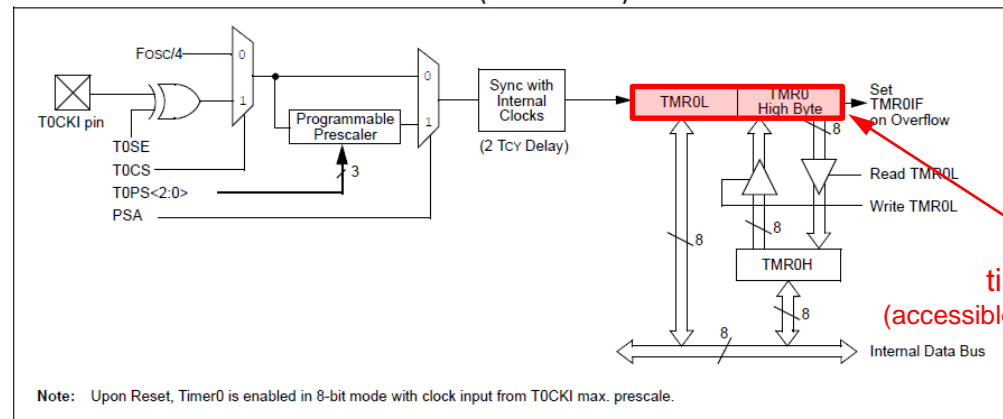 Fosc/4
0
1
T0CKI pin
T0SE
T0CS
T0PS<2:0>
PSA
Programmable
Prescaler
3
0
1
Sync with
Internal
Clocks
(2 TCY Delay)
TMR0L
TMR0
High Byte
Set
TMR0IF
on Overflow
8
Read TMR0L
Write TMR0L
8
8
TMR0H
8
8
Internal Data Bus
(accessible
Note: Upon Reset, Timer0 is enabled in 8-bit mode with clock input from T0CKI max. prescale.